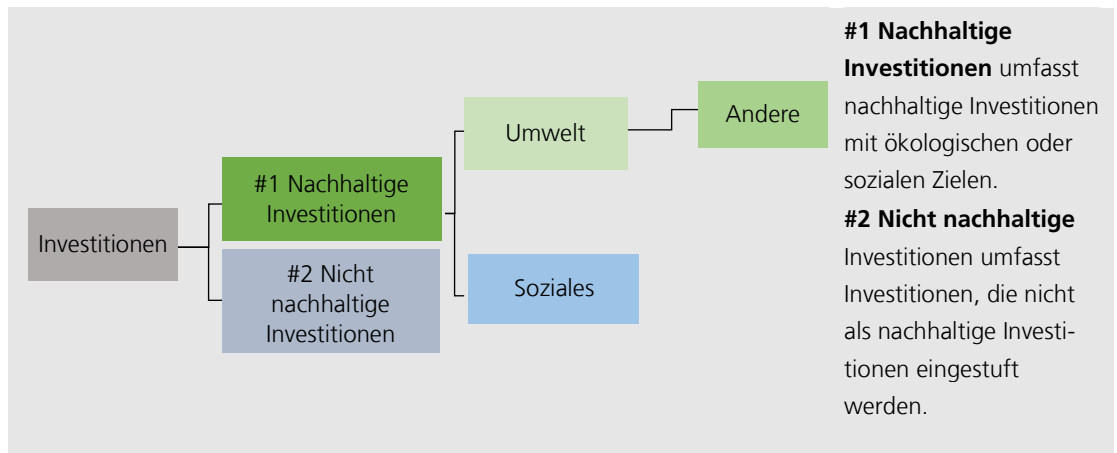 Investitionen
#1 Nachhaltige
Investitionen
#2 Nicht
nachhaltige
Investitionen
Umwelt
Soziales
Andere
#1 Nachhaltige
Investitionen umfasst
nachhaltige Investitionen
mit ökologischen oder
sozialen Zielen.
#2 Nicht nachhaltige
Investitionen umfasst
Investitionen, die nicht
als nachhaltige Investi-
tionen eingestuft
werden.